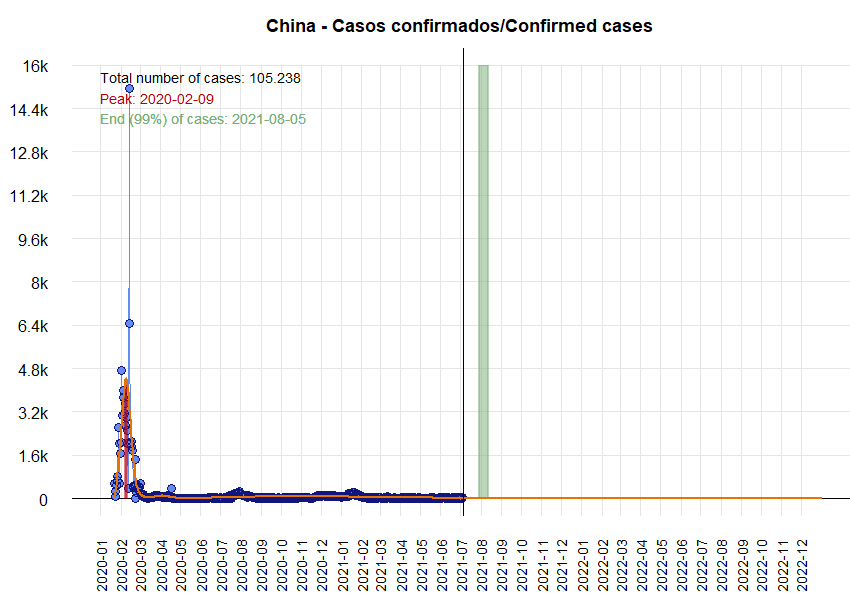 China - Casos confirmados/Confirmed cases
16k
Total number of cases: 105.238
Peak: 2020-02-09
14.4k
End (99%) of cases: 2021-08-05
12.8k
11.2k
9.6k
8k
6.4k
4.8k
3.2k
1.6k
0
2020-01
2020-02
2020-03
2020-04
2020-05
2020-06
2020-07
2020-08
2020-09
2020-10
2020-11
2020-12
2021-01
2021-02
2021-03
2021-04
2021-05
2021-06
2021-07
2021-08
2021-09
2021-10
2021-11
2021-12
2022-01
2022-02
2022-03
2022-04
2022-05
2022-06
2022-07
2022-08
2022-09
2022-10
2022-11
2022-12